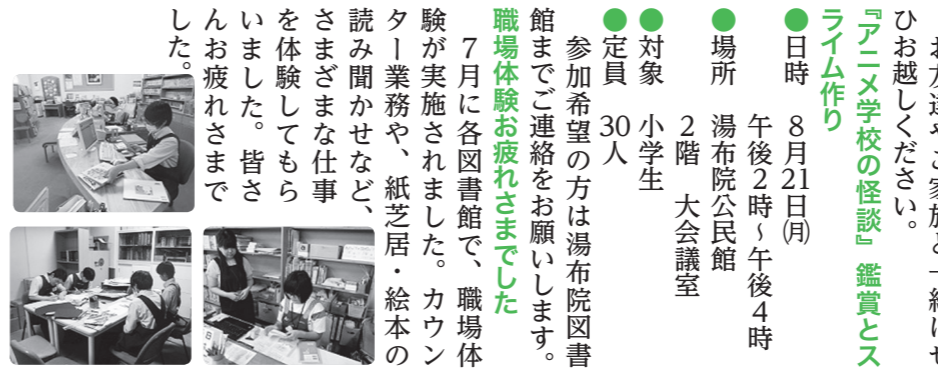 ひお越しください。
『アニメ学校の怪談』鑑賞とス
ライム作り
●日時　８月21日㈪
午後２時～午後４時
●場所　湯布院公民館
２階　大会議室
●対象　小学生
●定員　30人
参加希望の方は湯布院図書
館までご連絡をお願いします。
職場体験お疲れさまでした
７月に各図書館で、職場体
験が実施されました。カウン
ター業務や、紙芝居・絵本の
読み聞かせなど、
さまざまな仕事
を体験してもら
いました。皆さ
んお疲れさまで
した。